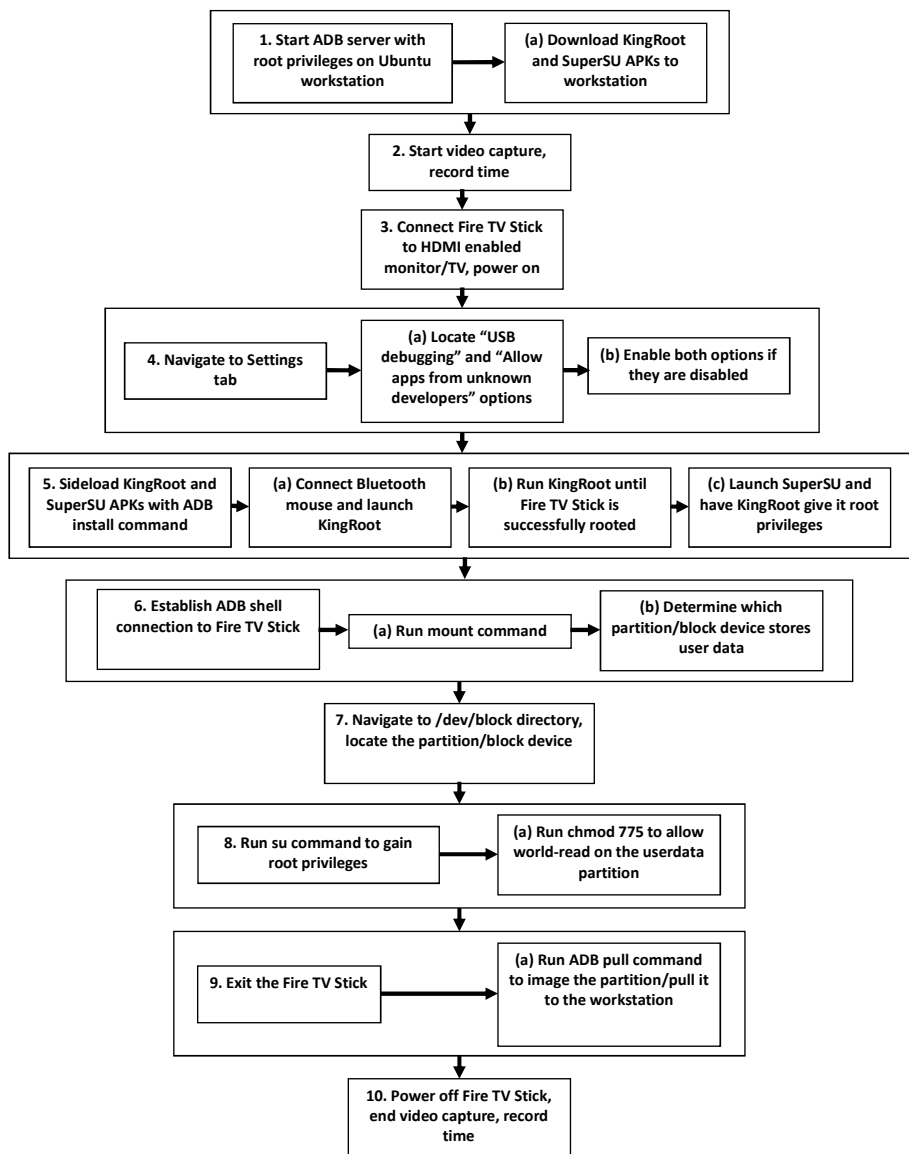 1. Start ADB server with
root privileges on Ubuntu
workstation
(a) Download KingRoot
and SuperSU APKs to
workstation
2. Start video capture,
record time
3. Connect Fire TV Stick
to HDMI enabled
monitor/TV, power on
4. Navigate to Settings
tab
(a) Locate “USB
debugging” and “Allow
apps from unknown
developers” options
(b) Enable both options if
they are disabled
5. Sideload KingRoot and
SuperSU APKs with ADB
install command
(a) Connect Bluetooth
mouse and launch
KingRoot
(b) Run KingRoot until
Fire TV Stick is
successfully rooted
(c) Launch SuperSU and
have KingRoot give it root
privileges
6. Establish ADB shell
connection to Fire TV Stick
(a) Run mount command
(b) Determine which
partition/block device stores
user data
7. Navigate to /dev/block directory,
locate the partition/block device
8. Run su command to gain
root privileges
(a) Run chmod 775 to allow
world-read on the userdata
partition
9. Exit the Fire TV Stick
(a) Run ADB pull command
to image the partition/pull it
to the workstation
10. Power off Fire TV Stick,
end video capture, record
time